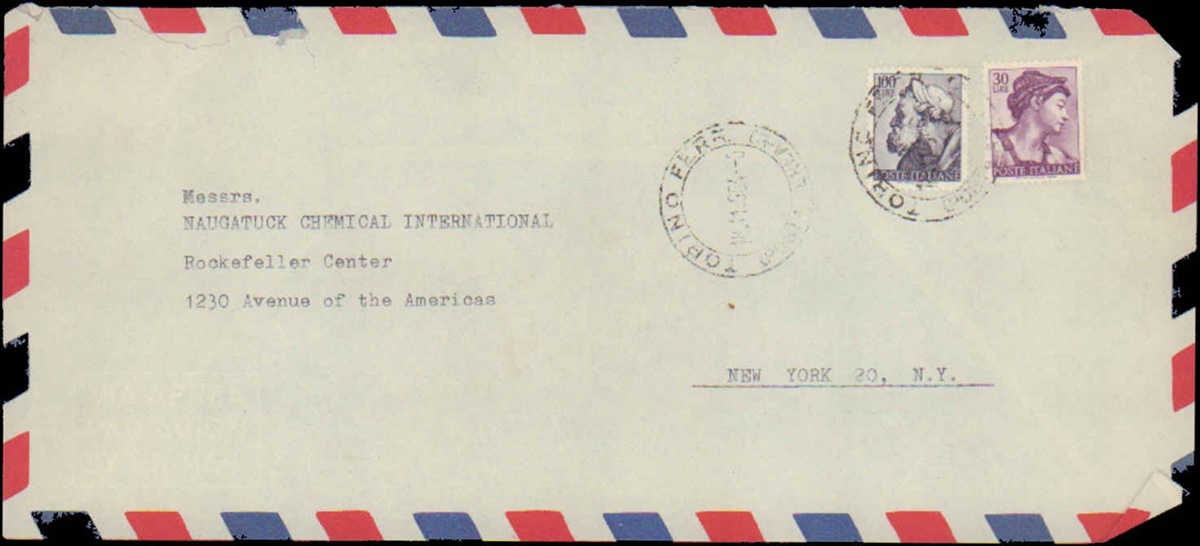 100
LIRE
POSTE ITALIANE
30
LIRE
POSTE ITALIANE
TORINO FERR.
TORINO
Messrs.
NAUGATUCK CHEMICAL INTERNATIONAL
Rockefeller Center
1230 Avenue of the Americas
NEW YORK 20, N.Y.